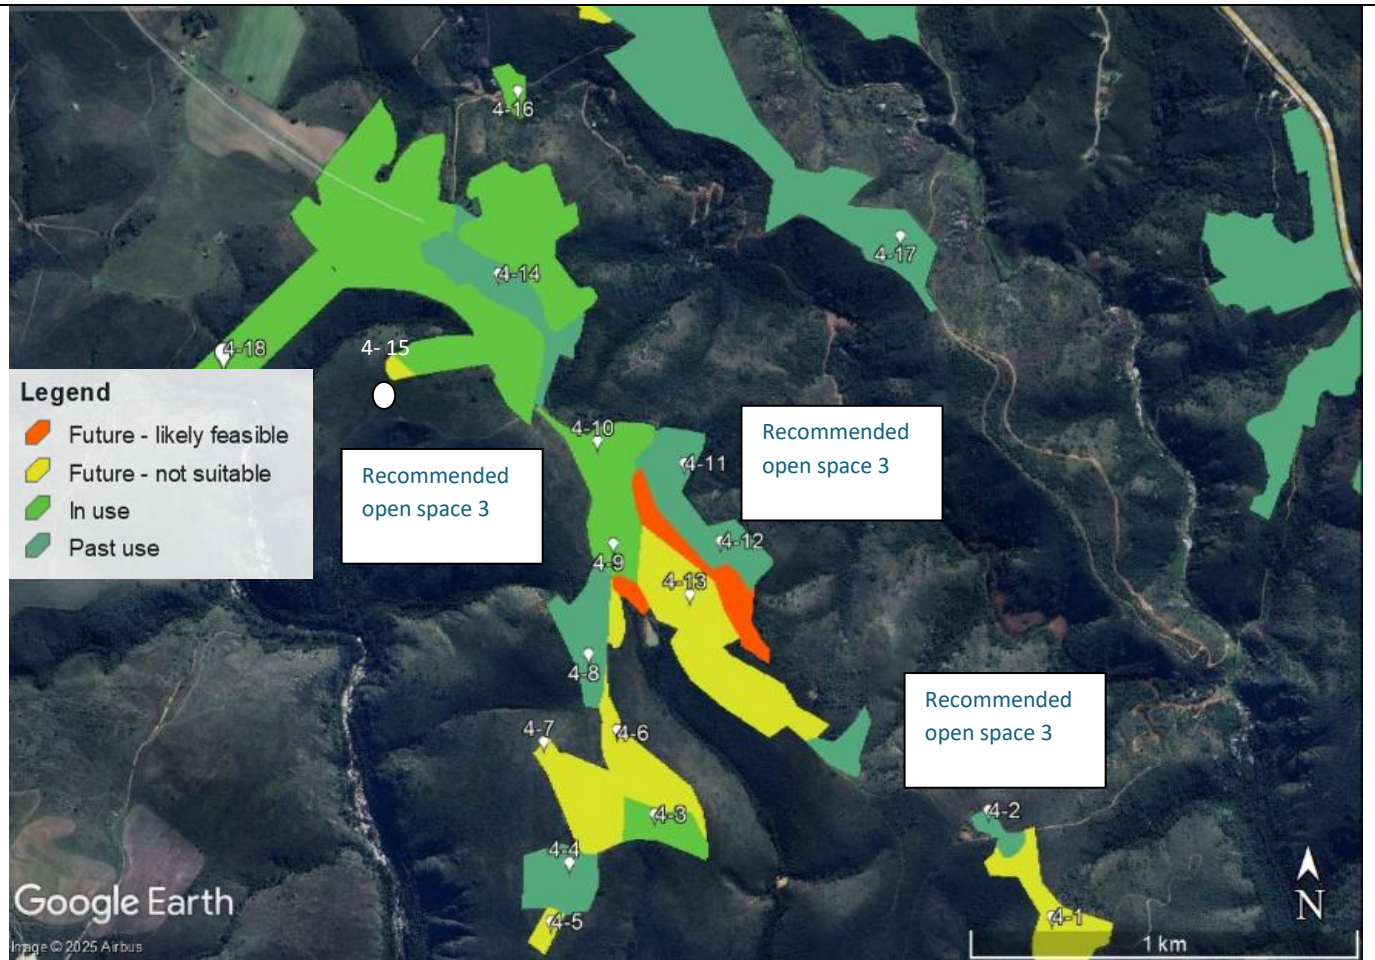 4-16
4-17
4-14
4-18
4- 15
Legend
Future - likely feasible
Future - not suitable
In use
Past use
4-10
4-11
Recommended
open space 3
Recommended
open space 3
4-12
4-9
4-13
4-8
Recommended
open space 3
4-7
4-6
4-3
4-2
4-4
4-5
4-1
Google Earth
Image © 2025 Airbus
N
1 km